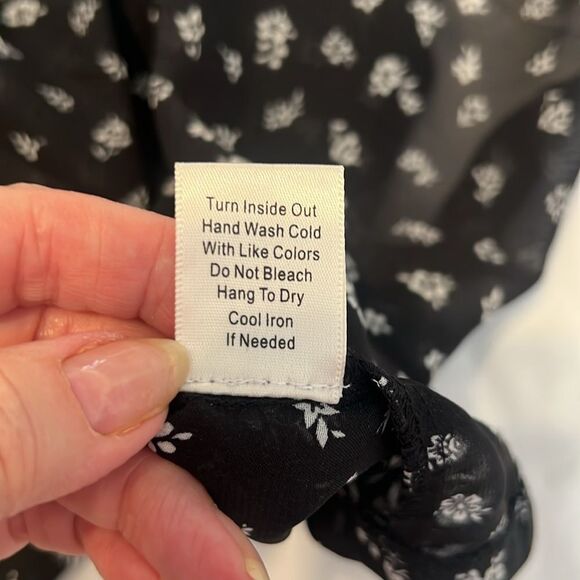 Turn Inside Out
Hand Wash Cold
With Like Colors
Do Not Bleach
Hang To Dry
Cool Iron
If Needed